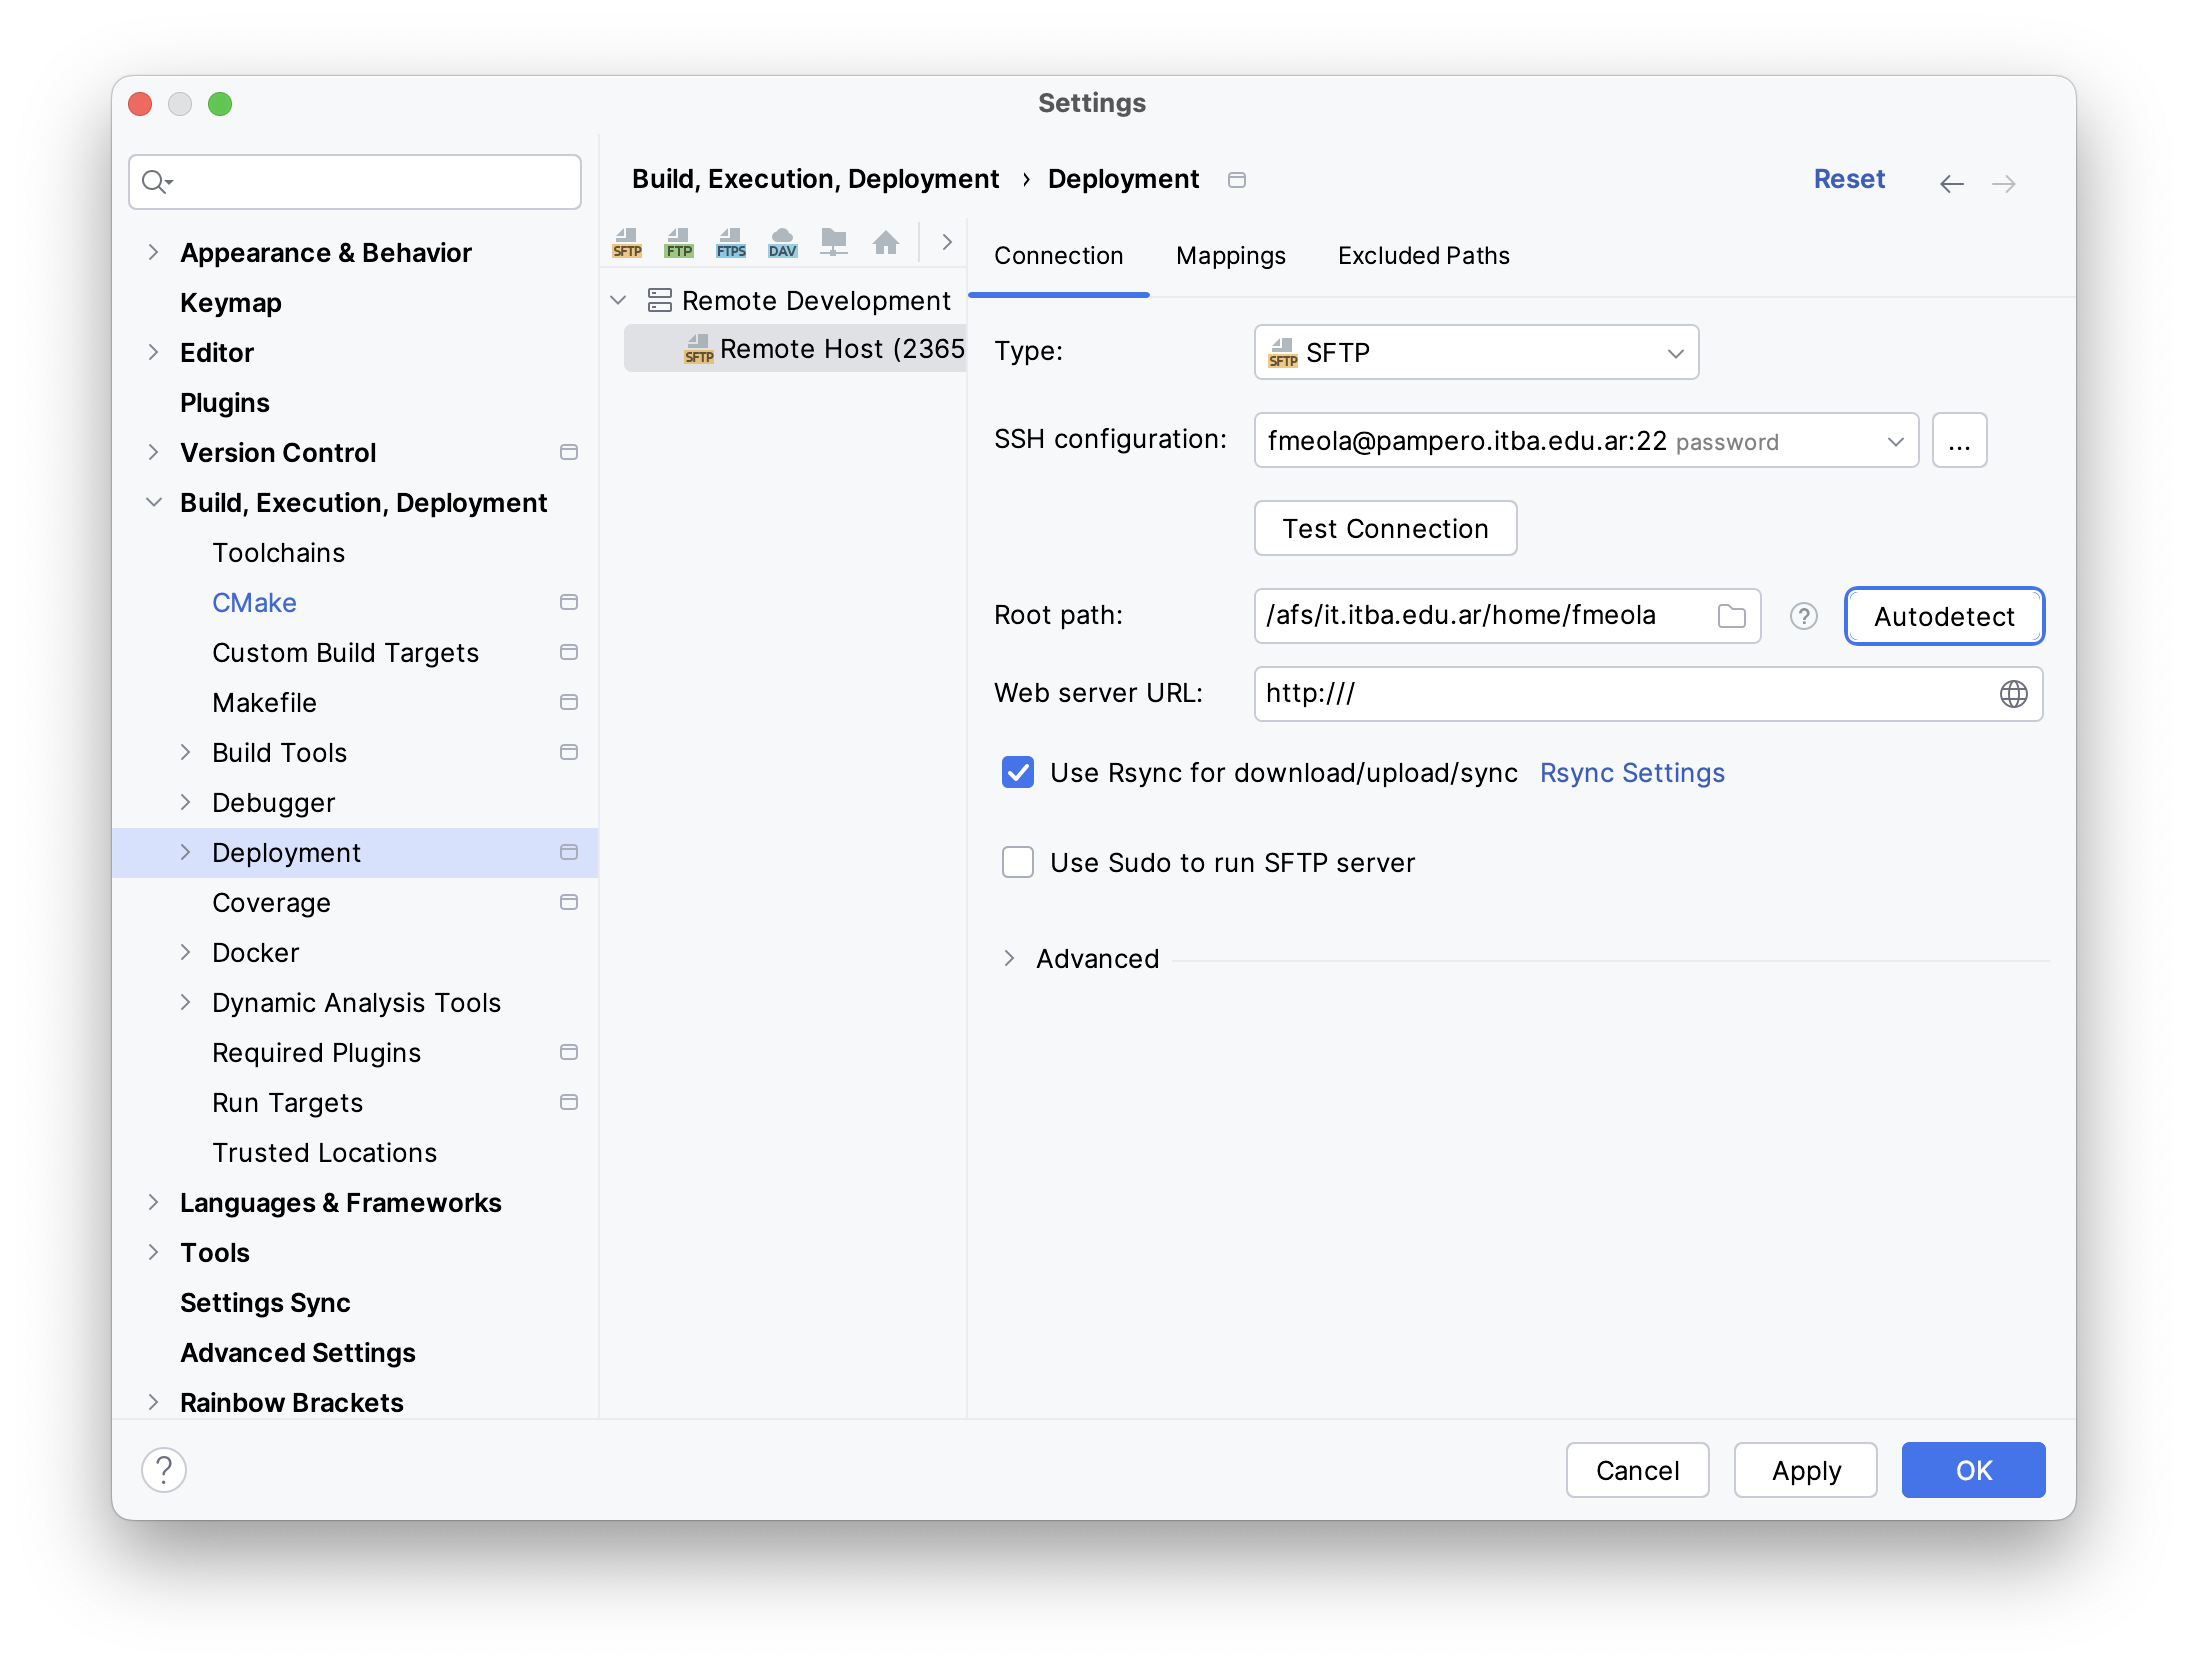 Settings
Appearance & Behavior
Keymap
Editor
Plugins
Version Control
Build, Execution, Deployment
Toolchains
CMake
Custom Build Targets
Makefile
Build Tools
Debugger
Deployment
Coverage
Docker
Dynamic Analysis Tools
Required Plugins
Run Targets
Trusted Locations
Languages & Frameworks
Tools
Settings Sync
Advanced Settings
Rainbow Brackets
Build, Execution, Deployment › Deployment
Reset
SFTP FTP FTPS DAV
Remote Development
SFTP Remote Host (2365
Connection Mappings Excluded Paths
Type: SFTP SFTP
SSH configuration: fmeola@pampero.itba.edu.ar:22 password ...
Test Connection
Root path: /afs/it.itba.edu.ar/home/fmeola ? Autodetect
Web server URL: http:///
Use Rsync for download/upload/sync Rsync Settings
Use Sudo to run SFTP server
Advanced
? Cancel Apply OK